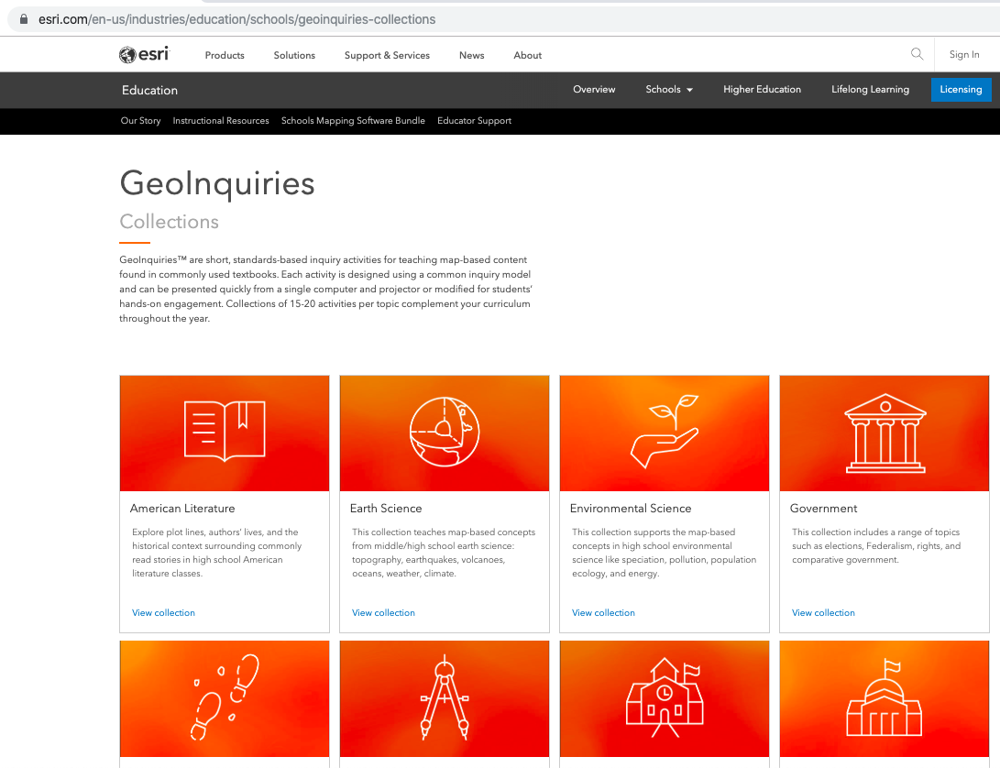 esri.com/en-us/industries/education/schools/geoinquiries-collections
esri
Products Solutions Support & Services News About Sign In
Education Overview Schools Higher Education Lifelong Learning Licensing
Our Story Instructional Resources Schools Mapping Software Bundle Educator Support
GeoInquiries
Collections
GeoInquiries™ are short, standards-based inquiry activities for teaching map-based content
found in commonly used textbooks. Each activity is designed using a common inquiry model
and can be presented quickly from a single computer and projector or modified for students'
hands-on engagement. Collections of 15-20 activities per topic complement your curriculum
throughout the year.
American Literature
Explore plot lines, authors' lives, and the
historical context surrounding commonly
read stories in high school American
literature classes.
View collection
Earth Science
This collection teaches map-based concepts
from middle/high school earth science:
topography, earthquakes, volcanoes,
oceans, weather, climate.
View collection
Environmental Science
This collection supports the map-based
concepts in high school environmental
science like speciation, pollution, population
ecology, and energy.
View collection
Government
This collection includes a range of topics
such as elections, Federalism, rights, and
comparative government.
View collection